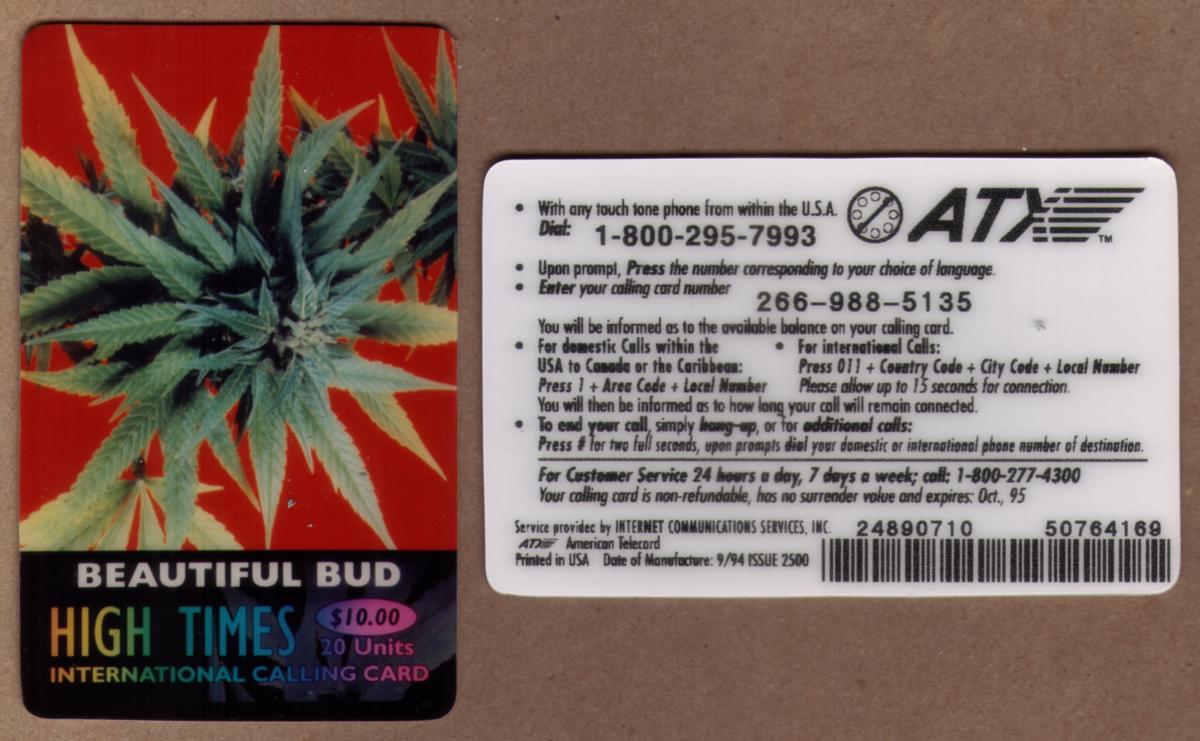 BEAUTIFUL BUD
HIGH TIMES
$10.00
20 Units
INTERNATIONAL CALLING CARD
• With any touch tone phone from within the U.S.A.
Dial: 1-800-295-7993
ATX™
• Upon prompt, Press the number corresponding to your choice of language.
• Enter your calling card number
266-988-5135
You will be informed as to the available balance on your calling card.
• For domestic Calls within the
USA to Canada or the Caribbean:
Press 1 + Area Code + Local Number
• For international Calls:
Press 011 + Country Code + City Code + Local Number
Please allow up to 15 seconds for connection.
You will then be informed as to how long your call will remain connected.
• To end your call, simply hang-up, or for additional calls:
Press # for two full seconds, upon prompts dial your domestic or international phone number of destination.
For Customer Service 24 hours a day, 7 days a week; call: 1-800-277-4300
Your calling card is non-refundable, has no surrender value and expires: Oct., 95
Service provided by INTERNET COMMUNICATIONS SERVICES, INC.
ATX American Telecord
Printed in USA Date of Manufacture: 9/94 ISSUE 2500
24890710 50764169